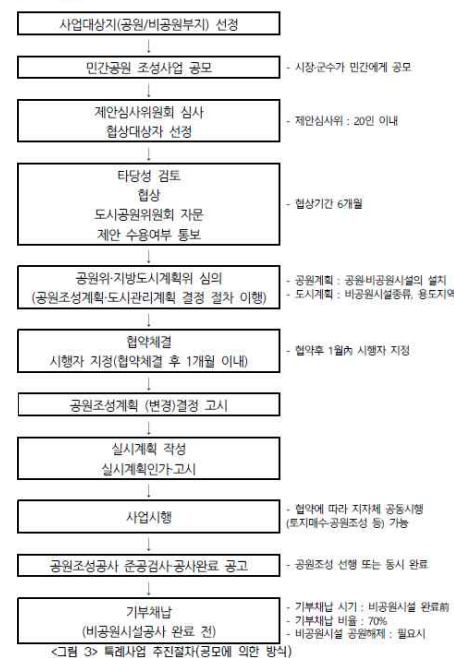 사업대상지(공원/비공원부지) 선정
민간공원 조성사업 공모
- 시장·군수가 민간에게 공모
제안심사위원회 심사
협상대상자 선정
- 제안심사위 : 20인 이내
타당성 검토
협상
도시공원위원회 자문
제안 수용여부 통보
- 협상기간 6개월
공원위·지방도시계획위 심의
(공원조성계획·도시관리계획 결정 절차 이행)
- 공원계획 : 공원·비공원시설의 설치
- 도시계획 : 비공원시설종류, 용도지역
협약체결
시행자 지정(협약체결 후 1개월 이내)
- 협약후 1월內 시행자 지정
공원조성계획 (변경)결정 고시
실시계획 작성
실시계획인가·고시
사업시행
- 협약에 따라 지자체 공동시행
(토지매수·공원조성 등) 가능
공원조성공사 준공검사·공사완료 공고
- 공원조성 선행 또는 동시 완료
기부채납
(비공원시설공사 완료 전)
- 기부채납 시기 : 비공원시설 완료前
- 기부채납 비율 : 70%
- 비공원시설 공원해제 : 필요시
<그림 3> 특례사업 추진절차(공모에 의한 방식)